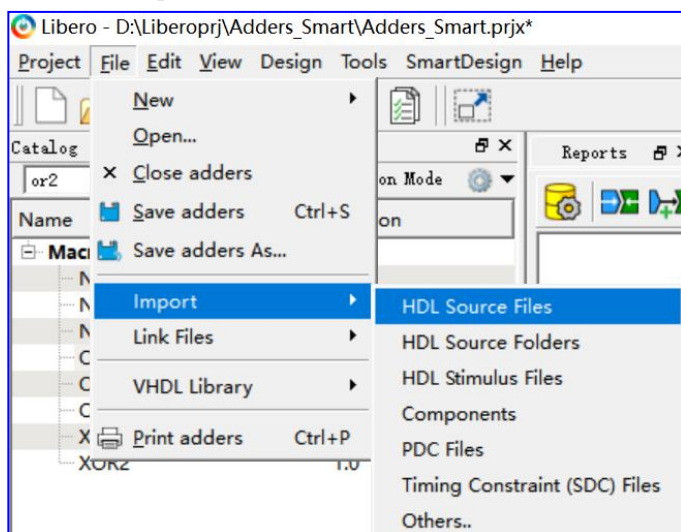 Libero - D:\Liberoprj\Adders_Smart\Adders_Smart.prjx*
Project File Edit View Design Tools SmartDesign Help
New
Open...
Catalog
Reports
or2
Close adders
on Mode
Name
Save adders Ctrl+S
on
Save adders As...
Import
HDL Source Files
Link Files
HDL Source Folders
HDL Stimulus Files
VHDL Library
Components
Print adders Ctrl+P
PDC Files
XOR2 1.0
Timing Constraint (SDC) Files
Others..